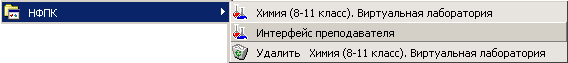 НФПК
Химия (8-11 класс). Виртуальная лаборатория
Интерфейс преподавателя
Удалить Химия (8-11 класс). Виртуальная лаборатория